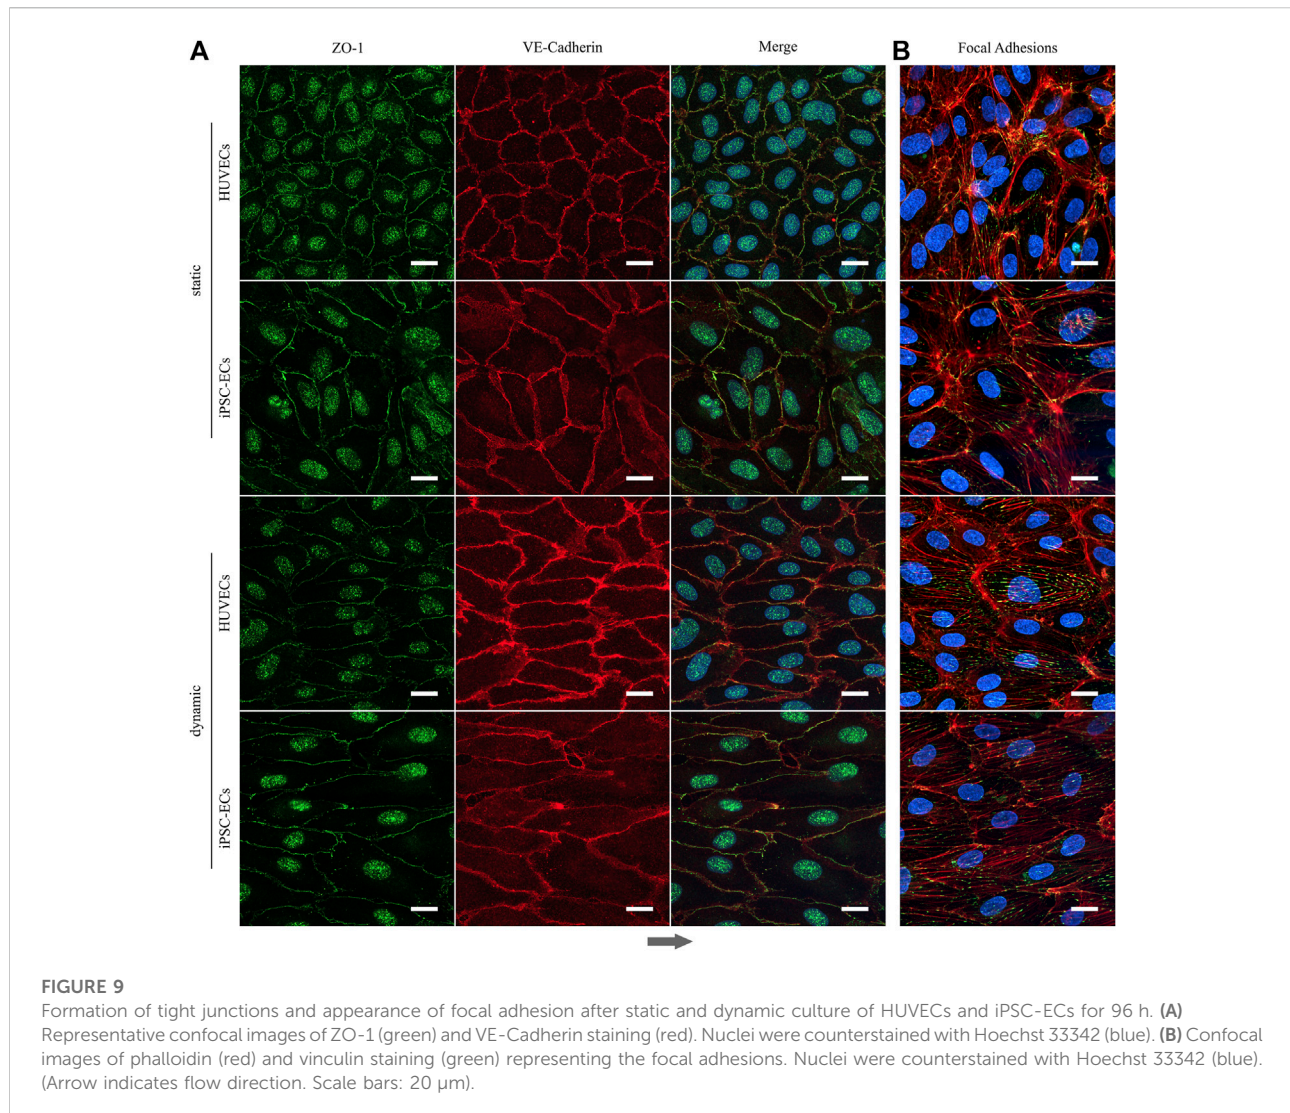 A
ZO-1
VE-Cadherin
Merge
B
Focal Adhesions
static
HUVECs
iPSC-ECs
dynamic
HUVECs
iPSC-ECs
FIGURE 9
Formation of tight junctions and appearance of focal adhesion after static and dynamic culture of HUVECs and iPSC-ECs for 96 h. (A)
Representative confocal images of ZO-1 (green) and VE-Cadherin staining (red). Nuclei were counterstained with Hoechst 33342 (blue). (B) Confocal
images of phalloidin (red) and vinculin staining (green) representing the focal adhesions. Nuclei were counterstained with Hoechst 33342 (blue).
(Arrow indicates flow direction. Scale bars: 20 μm).